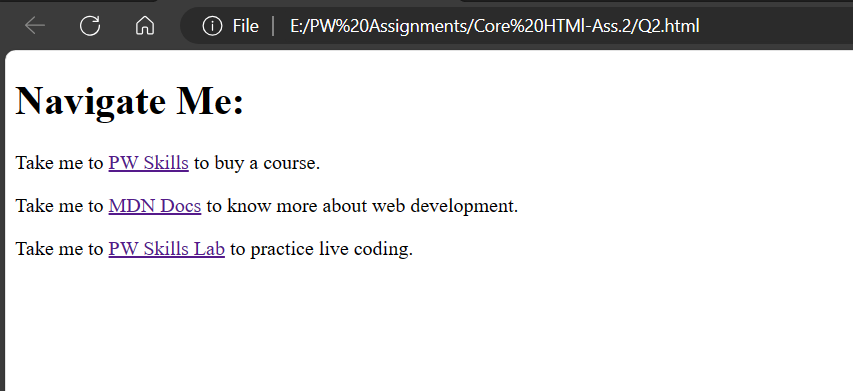 File | E:/PW%20Assignments/Core%20HTMl-Ass.2/Q2.html
Navigate Me:
Take me to PW Skills to buy a course.
Take me to MDN Docs to know more about web development.
Take me to PW Skills Lab to practice live coding.